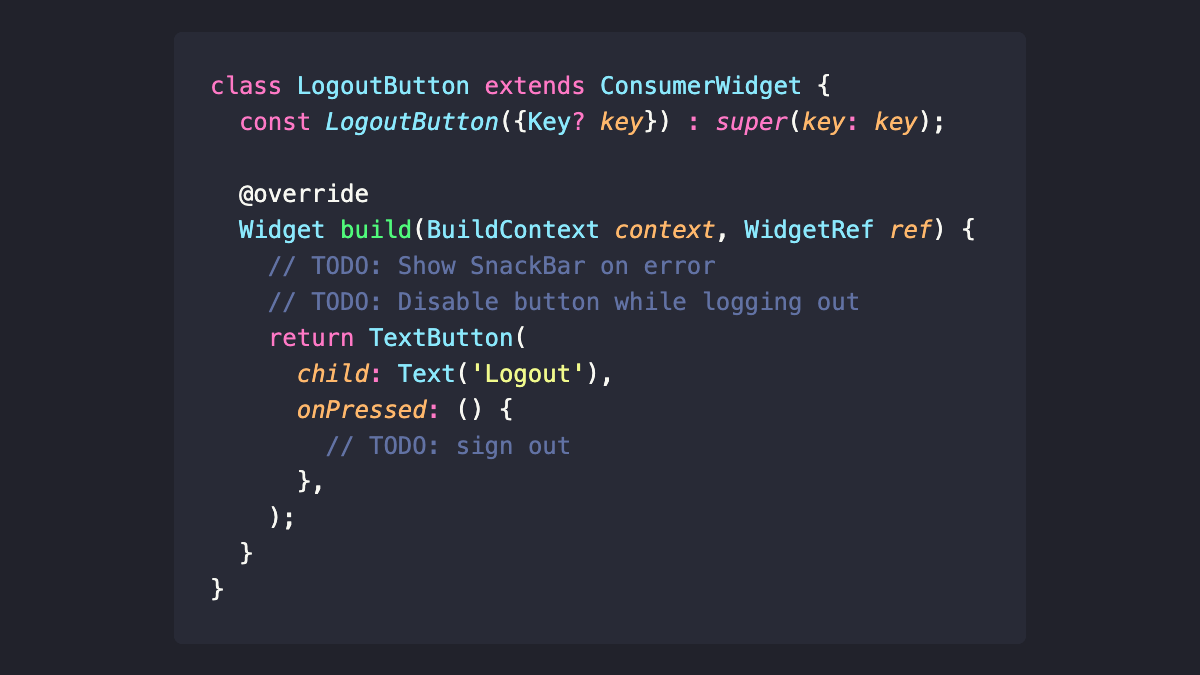 class LogoutButton extends ConsumerWidget {
  const LogoutButton({Key? key}) : super(key: key);

  @override
  Widget build(BuildContext context, WidgetRef ref) {
    // TODO: Show SnackBar on error
    // TODO: Disable button while logging out
    return TextButton(
      child: Text('Logout'),
      onPressed: () {
        // TODO: sign out
      },
    );
  }
}